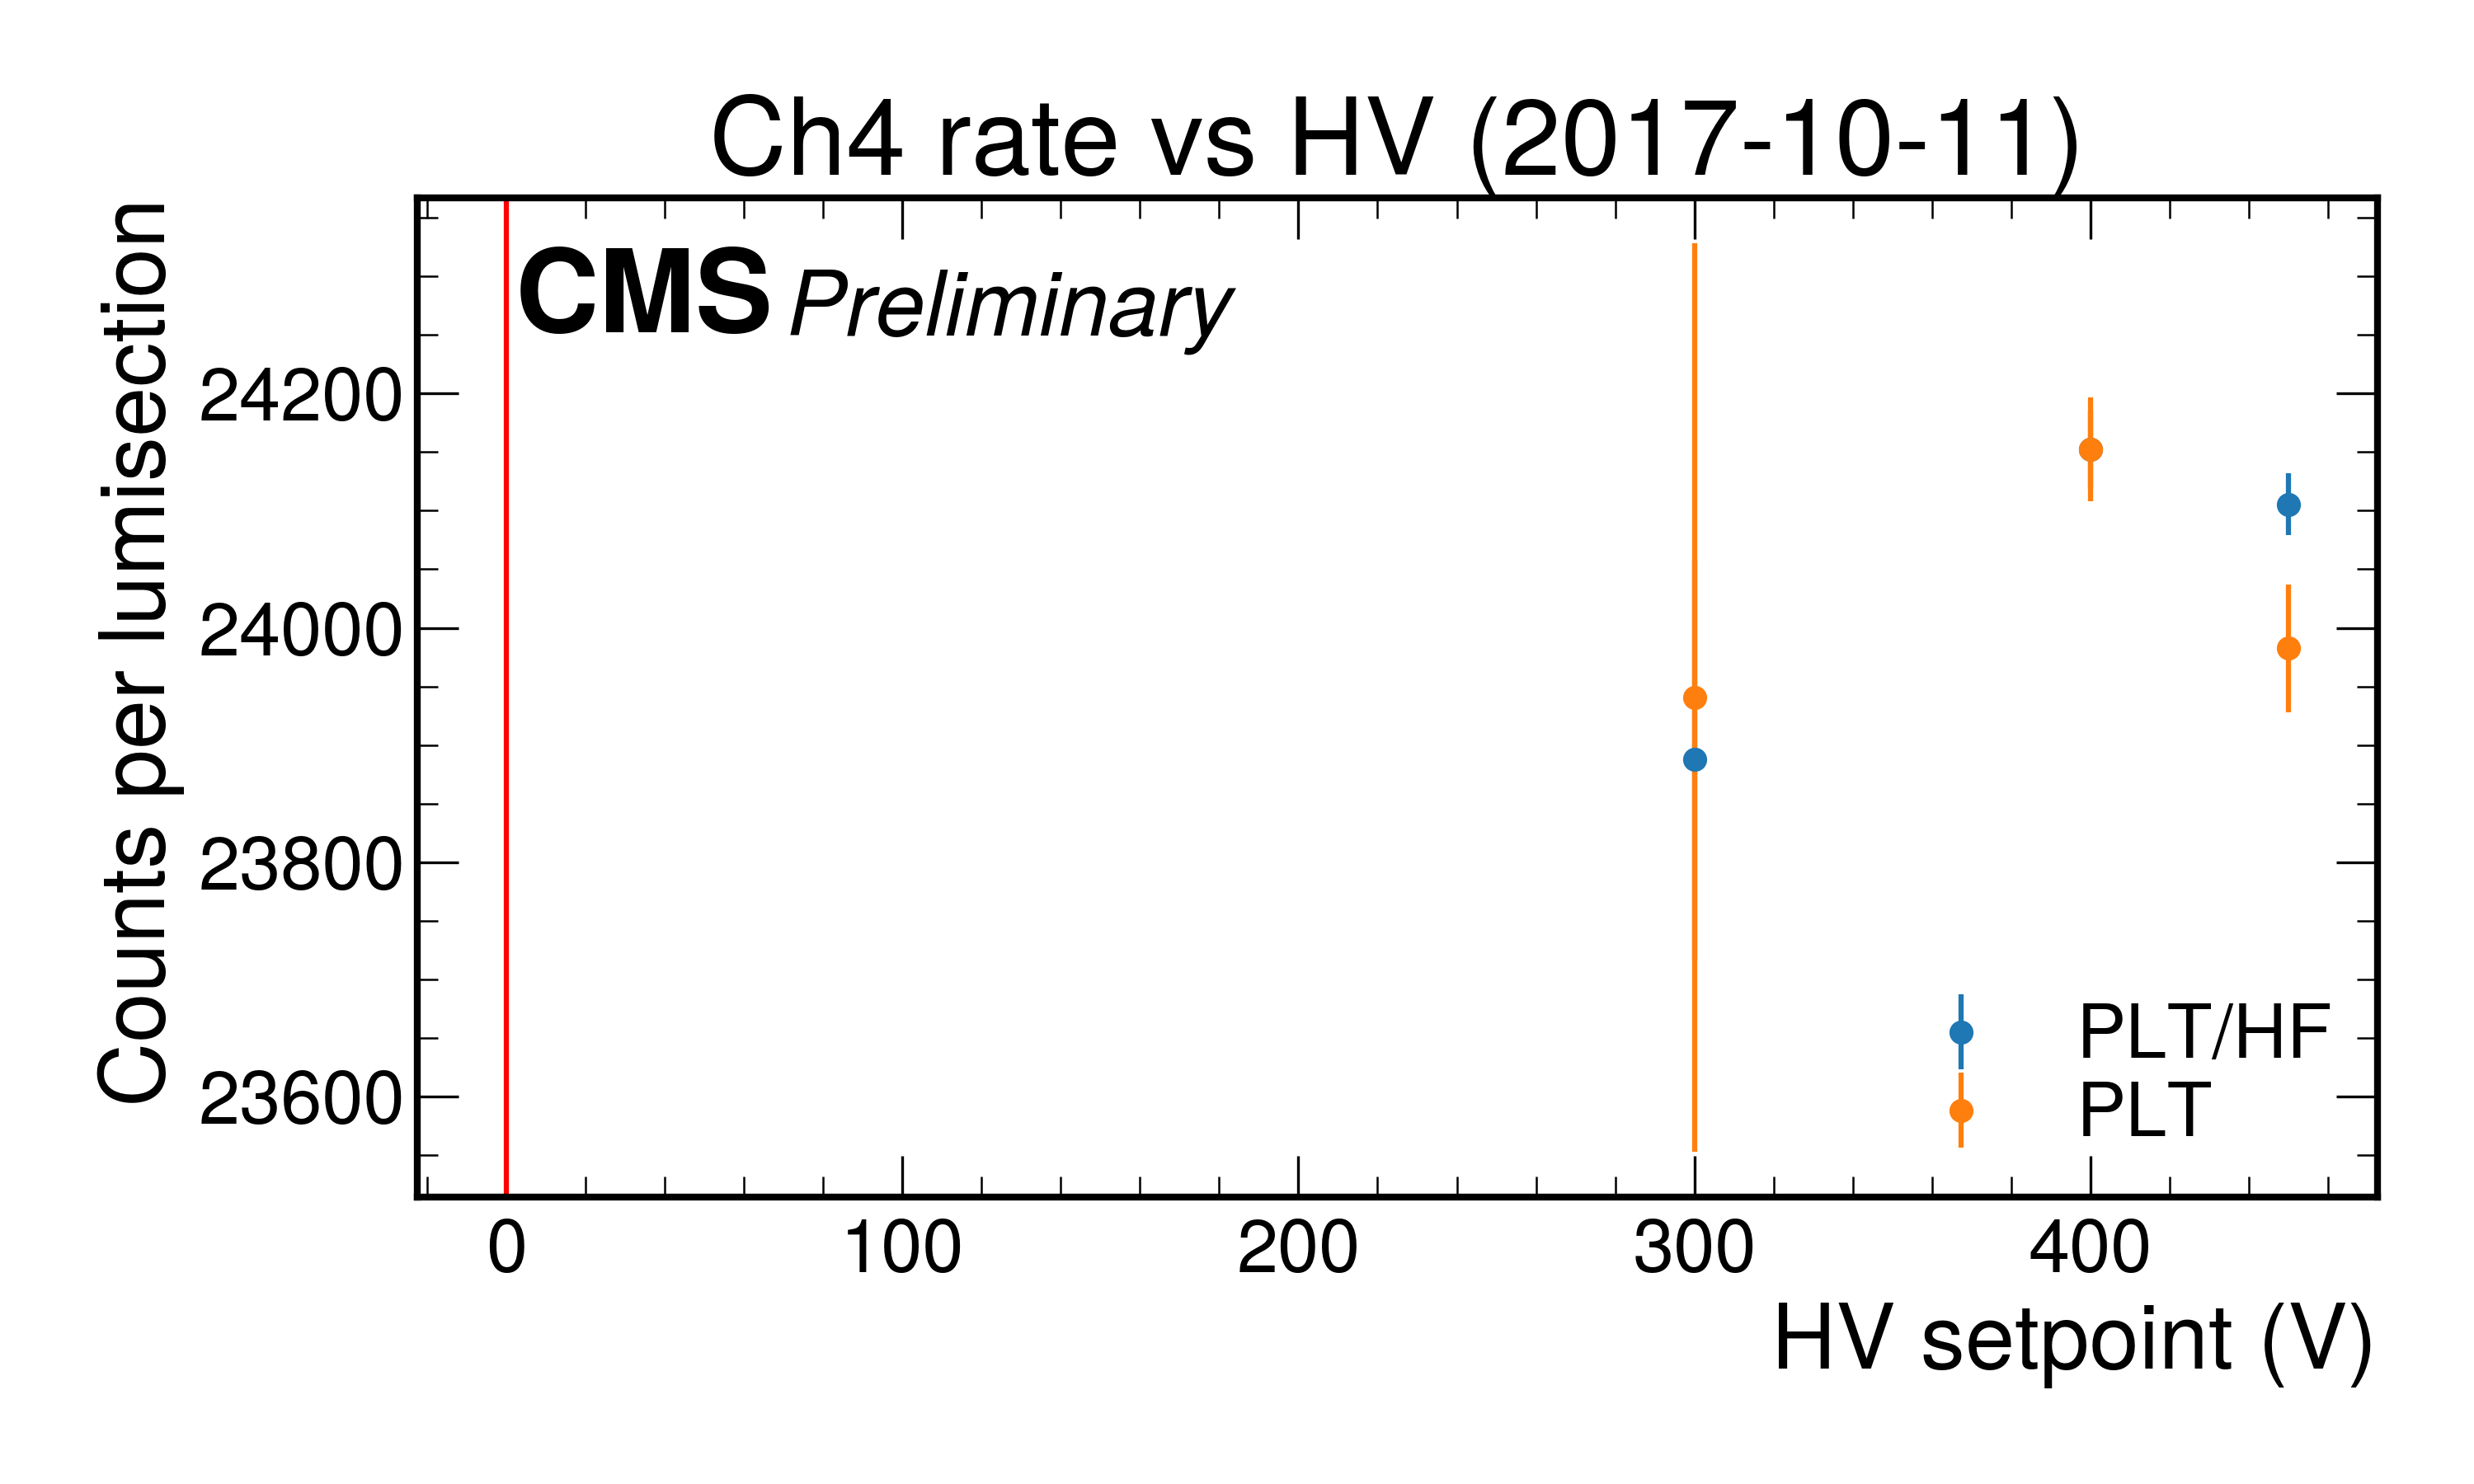 Ch4 rate vs HV (2017-10-11)
CMS Preliminary
Counts per lumisection
24200
24000
23800
23600
PLT/HF
PLT
0 100 200 300 400
HV setpoint (V)